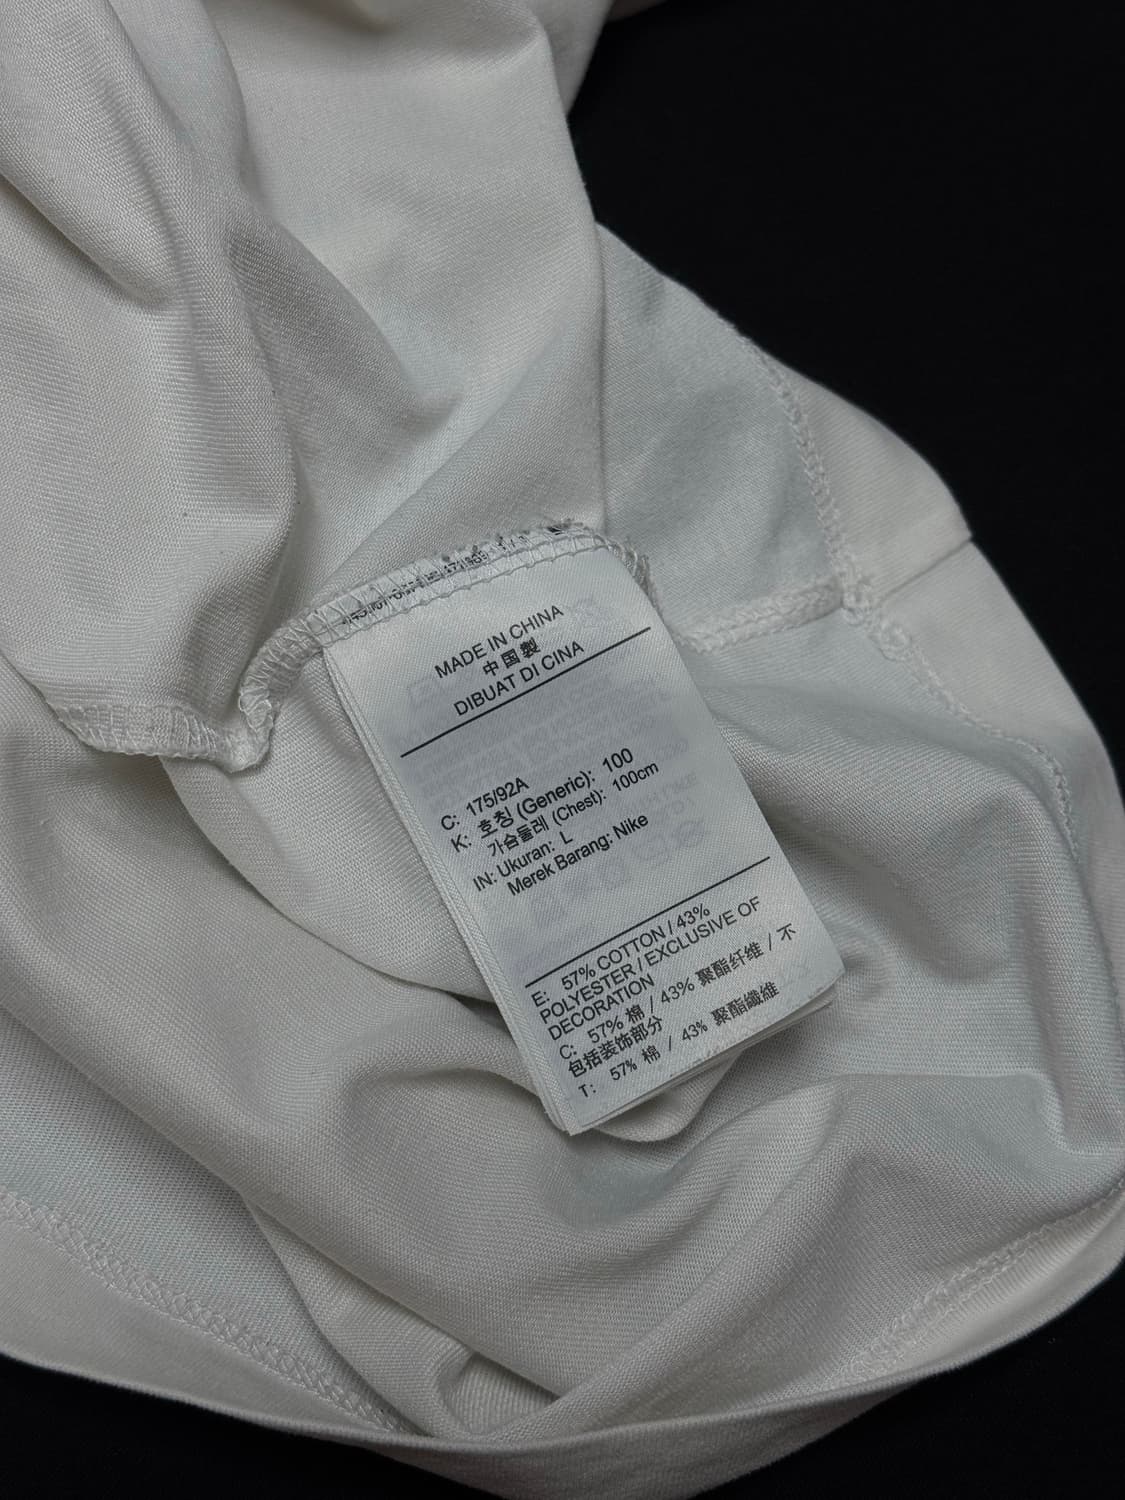 MADE IN CHINA
中国製
DIBUAT DI CINA
C: 175/92A
K: 호칭 (Generic): 100
가슴둘레 (Chest): 100cm
IN: Ukuran: L
Merek Barang: Nike
E: 57% COTTON / 43%
POLYESTER / EXCLUSIVE OF
DECORATION
C: 57% 棉 / 43% 聚酯纤维 / 不
包括装饰部分
T: 57% 棉 / 43% 聚酯纖維